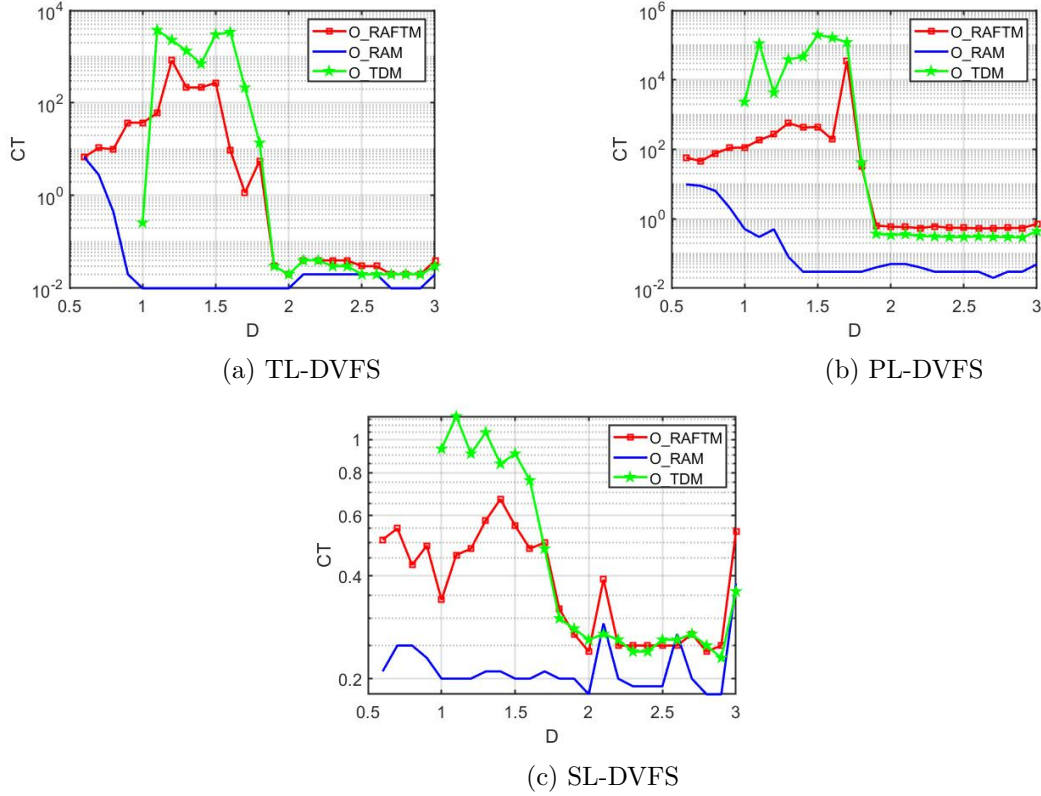 10^4
10^2
10^0
10^-2
CT
0.5
1
1.5
2
2.5
3
D
O_RAFTM
O_RAM
O_TDM
(a) TL-DVFS
10^6
10^4
10^2
10^0
10^-2
CT
0.5
1
1.5
2
2.5
3
D
O_RAFTM
O_RAM
O_TDM
(b) PL-DVFS
1
0.8
0.6
0.4
0.2
CT
0.5
1
1.5
2
2.5
3
D
O_RAFTM
O_RAM
O_TDM
(c) SL-DVFS